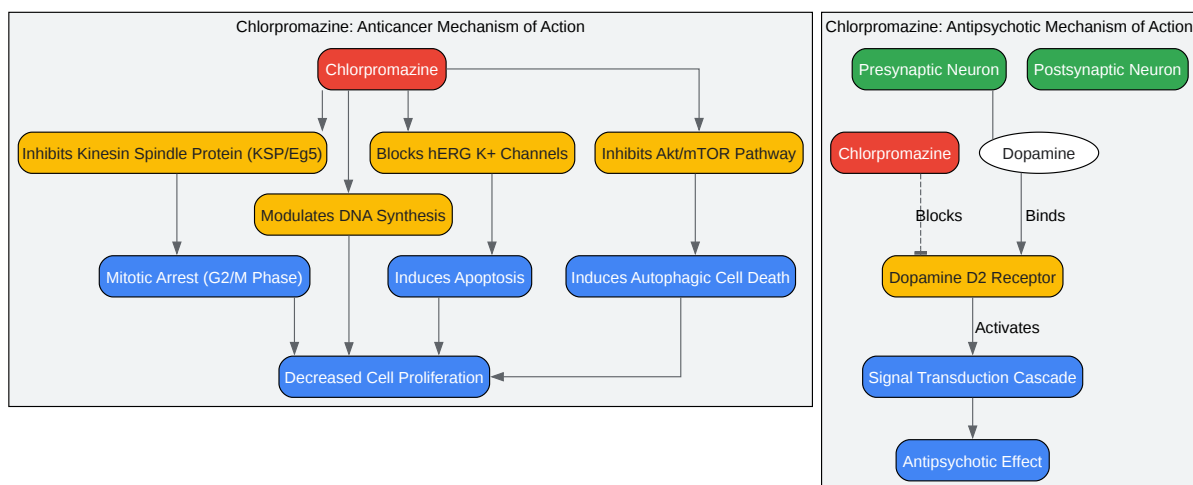 Chlorpromazine: Anticancer Mechanism of Action
Chlorpromazine
Inhibits Kinesin Spindle Protein (KSP/Eg5)
Blocks hERG K+ Channels
Inhibits Akt/mTOR Pathway
Modulates DNA Synthesis
Mitotic Arrest (G2/M Phase)
Induces Apoptosis
Induces Autophagic Cell Death
Decreased Cell Proliferation
Chlorpromazine: Antipsychotic Mechanism of Action
Presynaptic Neuron
Postsynaptic Neuron
Chlorpromazine
Dopamine
Blocks
Binds
Dopamine D2 Receptor
Activates
Signal Transduction Cascade
Antipsychotic Effect